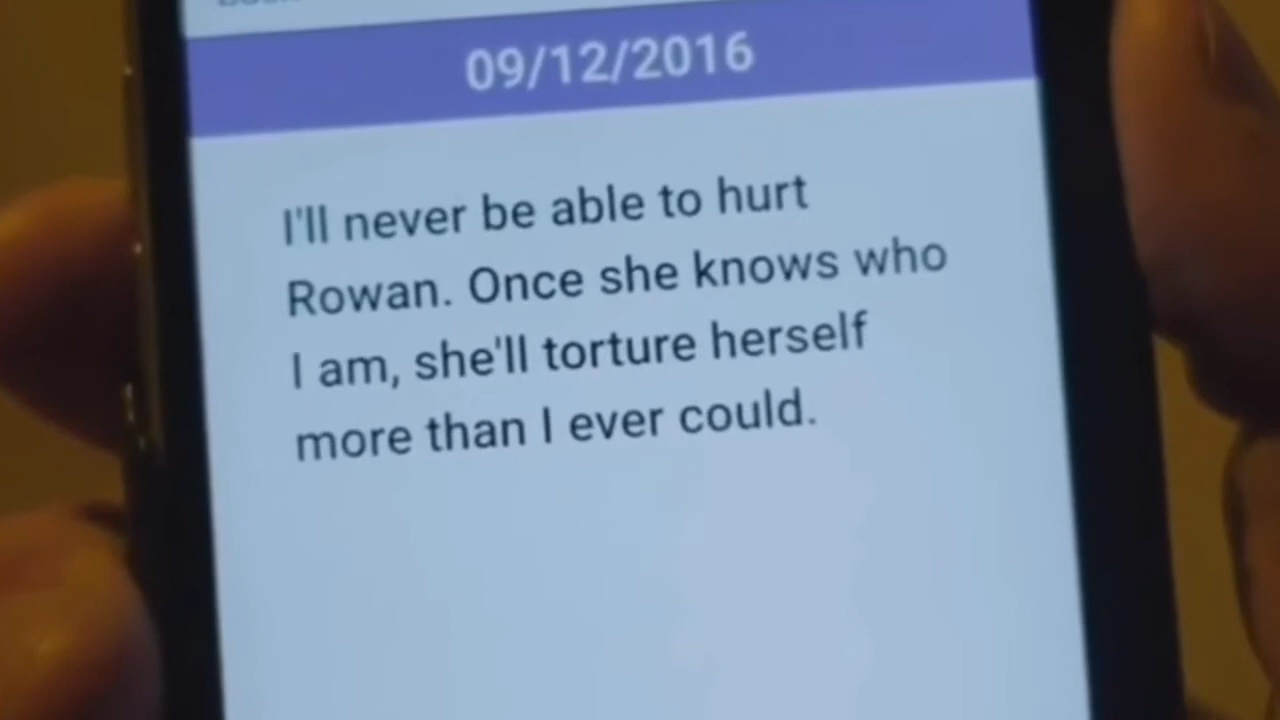 09/12/2016
I'll never be able to hurt
Rowan. Once she knows who
I am, she'll torture herself
more than I ever could.